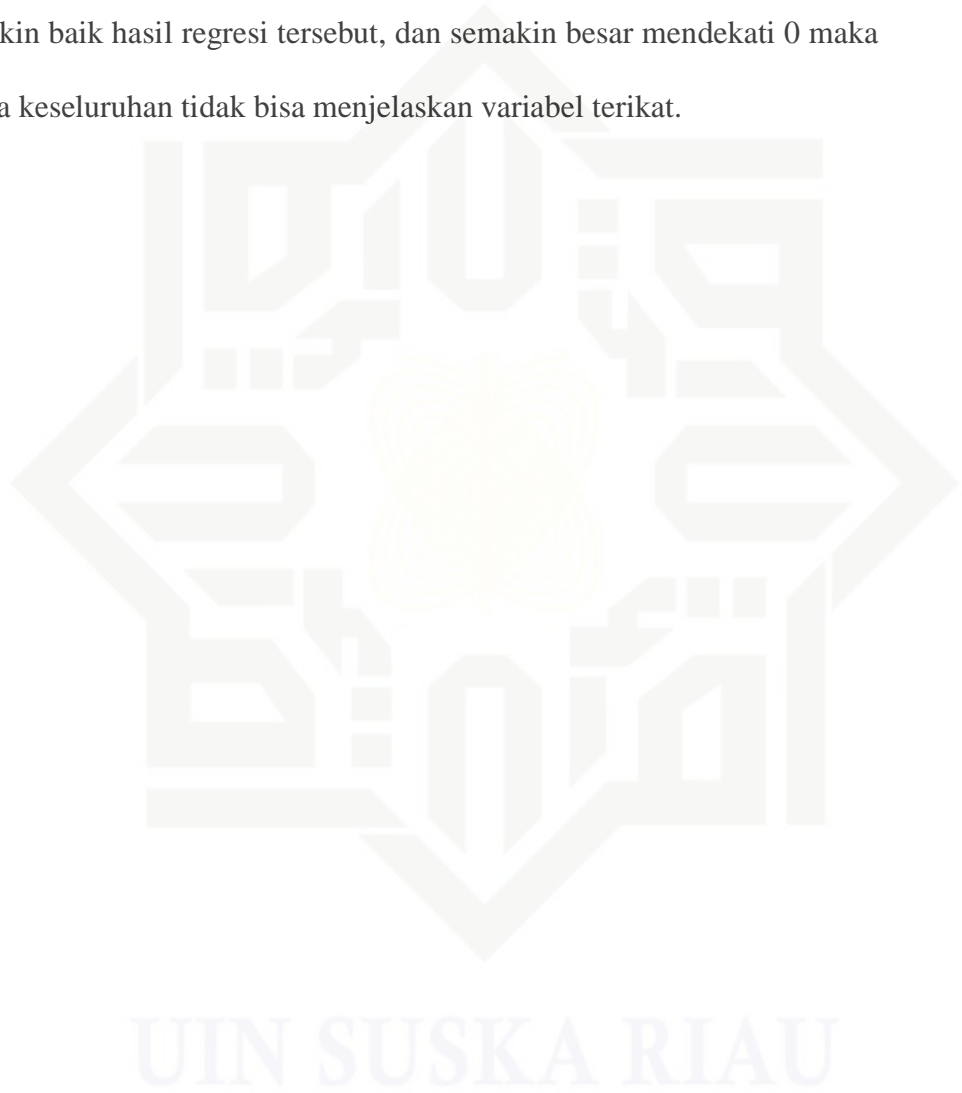 kin baik hasil regresi tersebut, dan semakin besar mendekati 0 maka
a keseluruhan tidak bisa menjelaskan variabel terikat.
UIN SUSKA RIAU